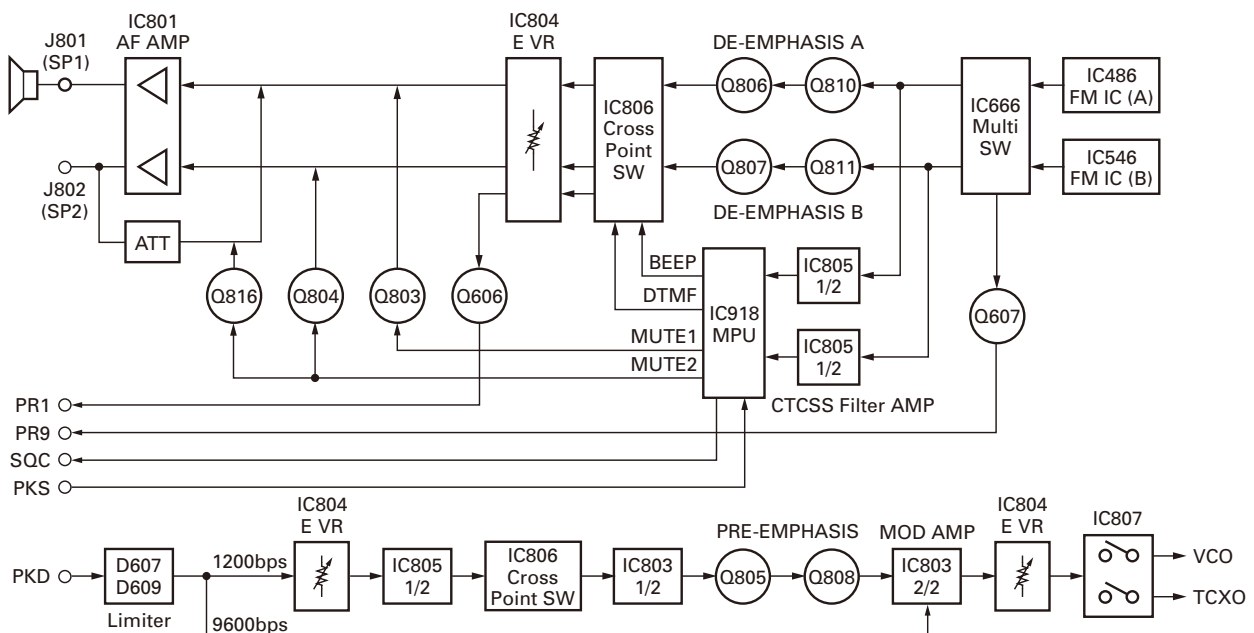 IC801
AF AMP
J801
(SP1)
J802
(SP2)
ATT
IC804
E VR
IC806
Cross
Point
SW
DE-EMPHASIS A
Q806
Q810
Q807
Q811
DE-EMPHASIS B
IC666
Multi
SW
IC486
FM IC (A)
IC546
FM IC (B)
Q816
Q804
Q803
Q606
BEEP
DTMF
MUTE1
MUTE2
IC918
MPU
IC805
1/2
IC805
1/2
CTCSS Filter AMP
Q607
PR1
PR9
SQC
PKS
PKD
D607
D609
Limiter
1200bps
9600bps
IC804
E VR
IC805
1/2
IC806
Cross
Point SW
IC803
1/2
PRE-EMPHASIS
Q805
Q808
MOD AMP
IC803
2/2
IC804
E VR
IC807
VCO
TCXO